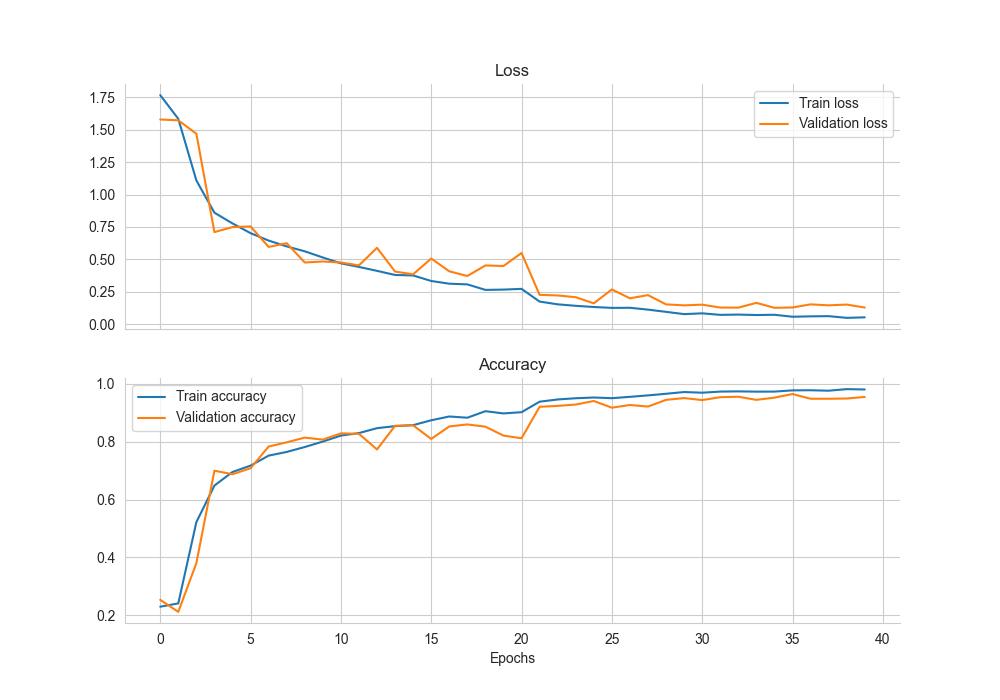 Loss
1.75
1.50
1.25
1.00
0.75
0.50
0.25
0.00
Train loss
Validation loss
Accuracy
1.0
0.8
0.6
0.4
0.2
Train accuracy
Validation accuracy
0 5 10 15 20 25 30 35 40
Epochs